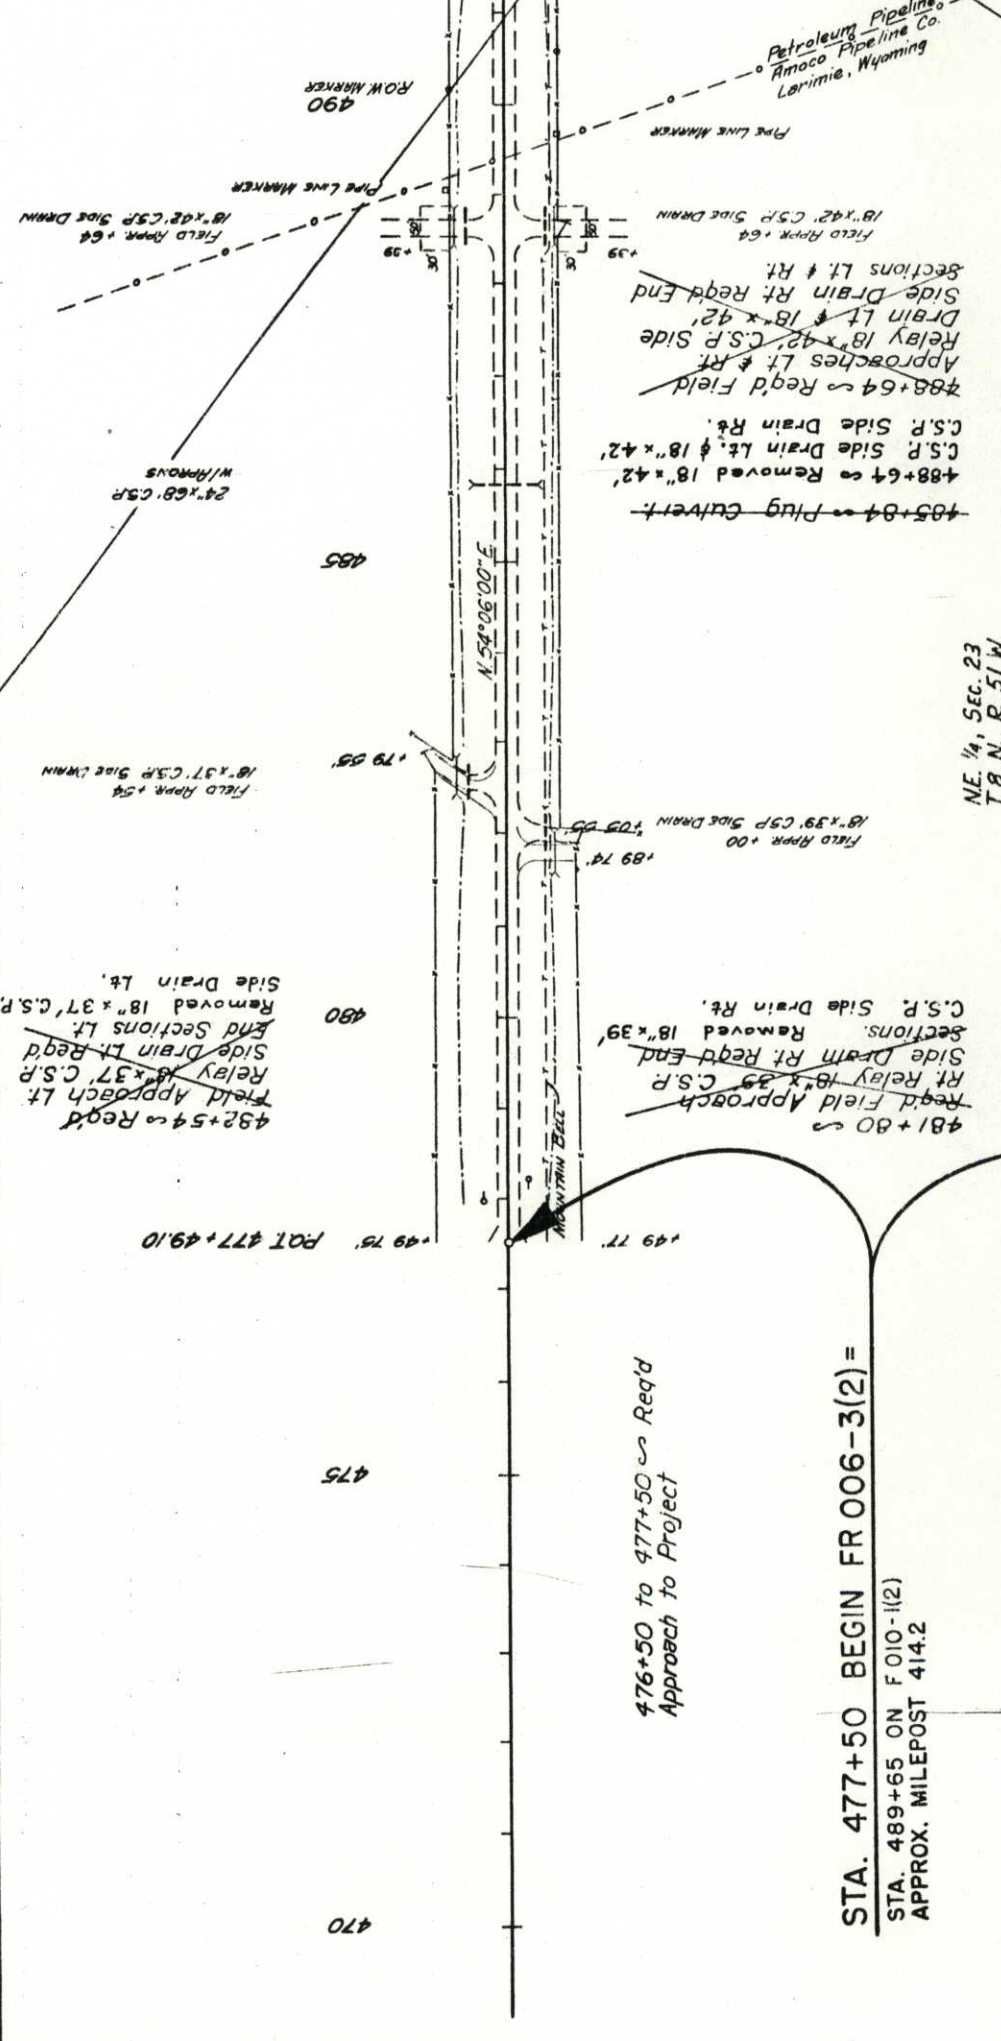 Petroleum Pipeline
Amoco Pipeline Co.
Larimie, Wyoming
R.O.W. MARKER
490
PIPE LINE MARKER
PIPE LINE MARKER
FIELD APPR. +64
18"x42' C.S.P. SIDE DRAIN
+39
30'
50'
FIELD APPR. +64
18"x42' C.S.P. SIDE DRAIN
+39
30'
50'
488+64 ~ Req'd Field
Approaches Lt. & Rt.
Relay 18"x 42' C.S.P. Side
Drain Lt. & 18"x 42'
Side Drain Rt. Req'd End
Sections Lt. & Rt.
488+64 ~ Removed 18"x 42'
C.S.P. Side Drain Lt. & 18"x 42'
C.S.P. Side Drain Rt.
485+84 ~ Plug Culvert
24"x68' C.S.P.
W/APRONS
485
N.54°06'00"E.
N.E. 1/4, SEC. 23
T 8 N., R. 51 W
+79 55'
FIELD APPR. +54
18"x37' C.S.P. SIDE DRAIN
+05 55'
FIELD APPR. +00
18"x39' CSP SIDE DRAIN
+89 74'
482+54 ~ Req'd
Field Approach Lt.
Relay 18"x37' C.S.P.
Side Drain Lt. Req'd
End Sections Lt.
Removed 18" x 37' C.S.P.
Side Drain Lt.
480
481+80 ~
Req'd Field Approach
Rt. Relay 18"x 39' C.S.P.
Side Drain Rt. Req'd End
Sections. Removed 18"x39'
C.S.P. Side Drain Rt.
MOUNTAIN BELL
P.O.T. 477+49.10
+49 75'
+49 77'
475
476+50 to 477+50 ~ Req'd
Approach to Project
STA. 477+50 BEGIN FR 006-3(2) =
STA. 489+65 ON F 010-1(2)
APPROX. MILEPOST 414.2
470